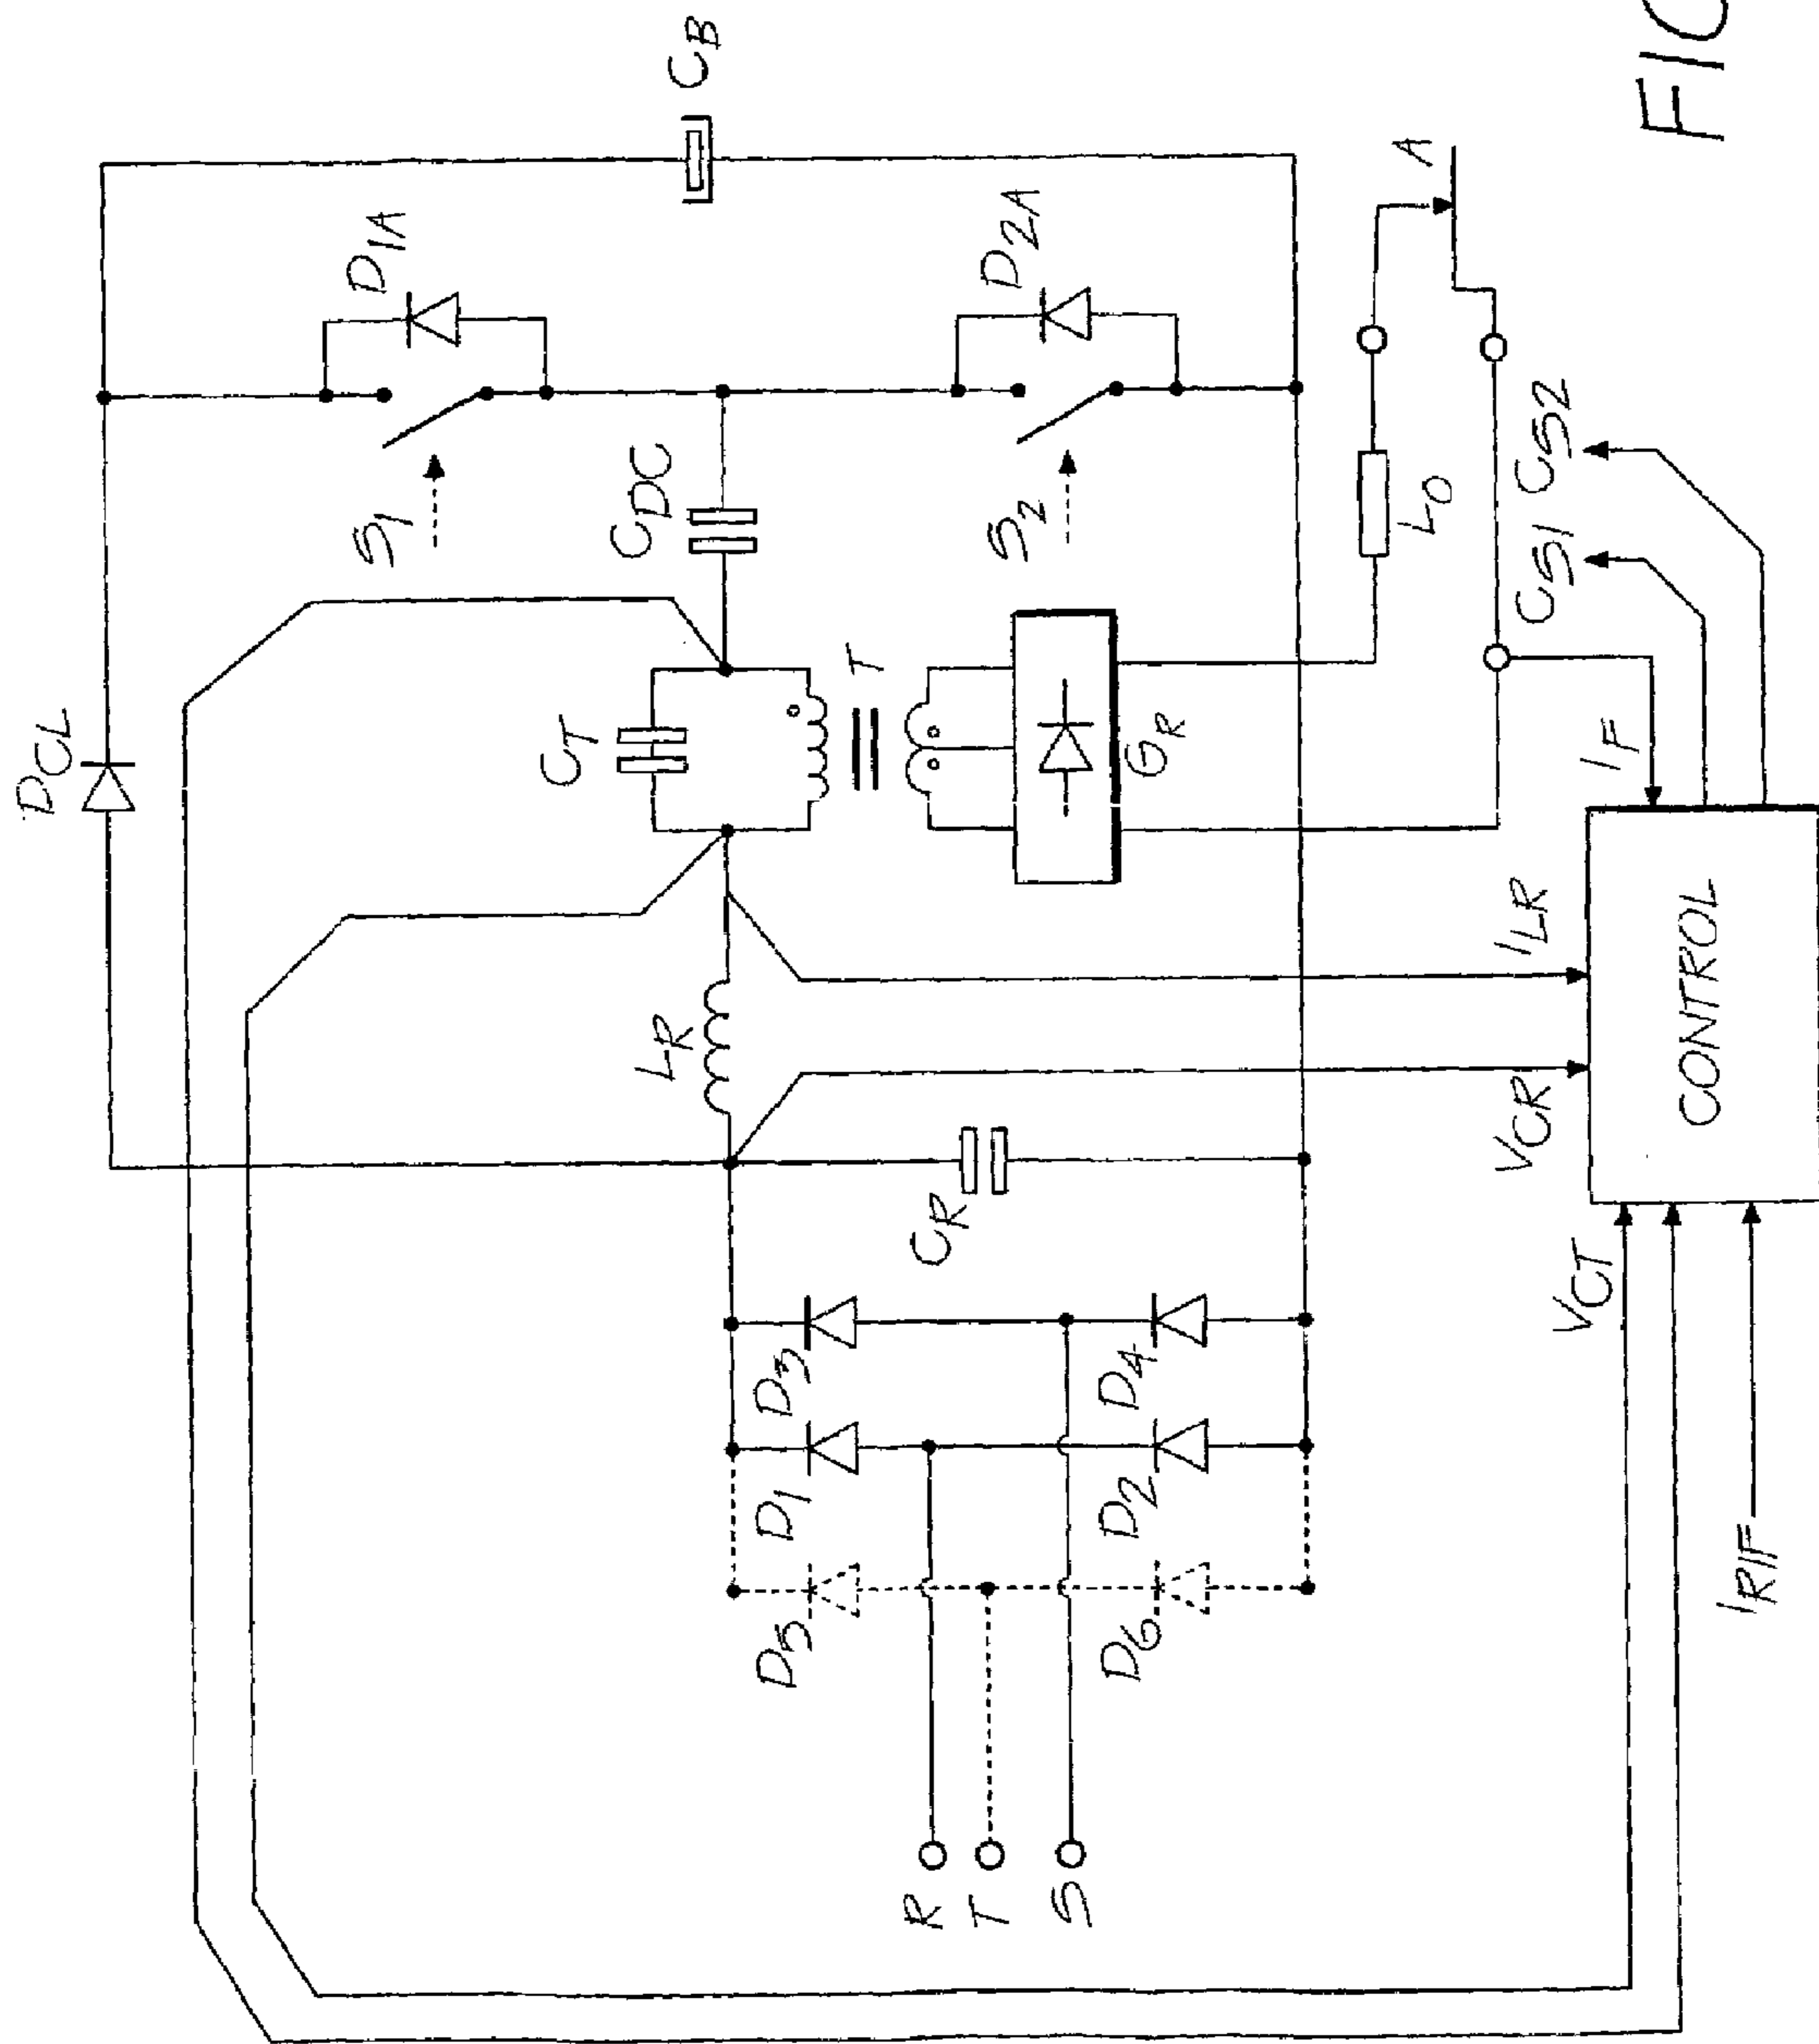 DCL
CB
D1A
S1
CDC
CT
T
LR
D2A
S2
GR
CR
D3
D1
D5
D4
D2
D6
R
T
S
A
LO
CS1 CS2
IF
ILR
VCR
VCT
IRIF
CONTROL